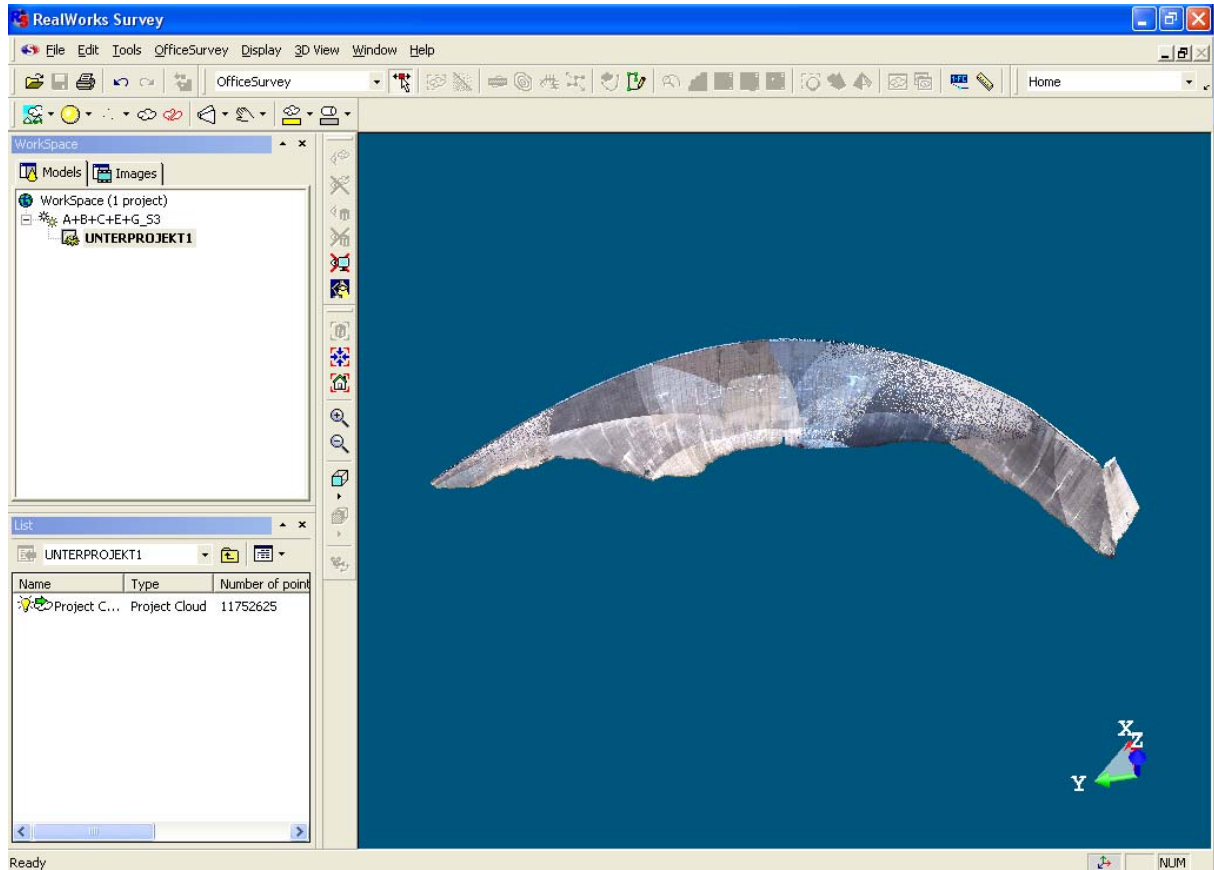 RealWorks Survey
File Edit Tools OfficeSurvey Display 3D View Window Help
OfficeSurvey
Home
WorkSpace
Models Images
WorkSpace (1 project)
A+B+C+E+G_S3
UNTERPROJEKT1
List
UNTERPROJEKT1
Name Type Number of point
Project C... Project Cloud 11752625
X
Z
Y
Ready NUM